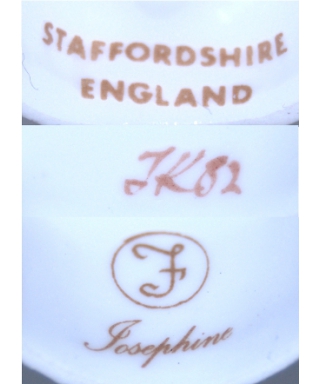 STAFFORDSHIRE
ENGLAND
JK82
F
Josephine